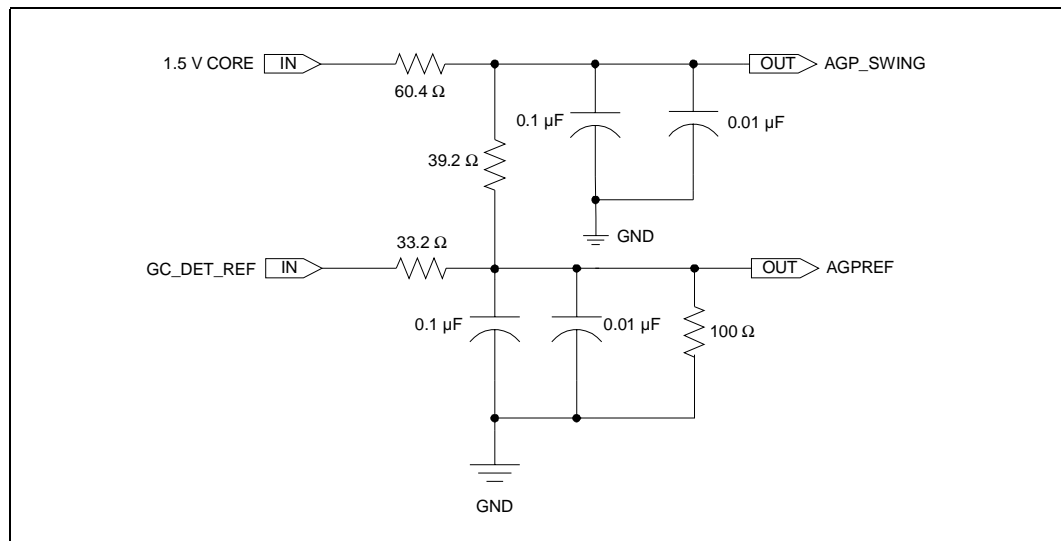 1.5 V CORE IN OUT AGP_SWING
60.4 Ω
0.1 µF 0.01 µF
39.2 Ω
GND
33.2 Ω
GC_DET_REF IN OUT AGPREF
0.1 µF 0.01 µF 100 Ω
GND